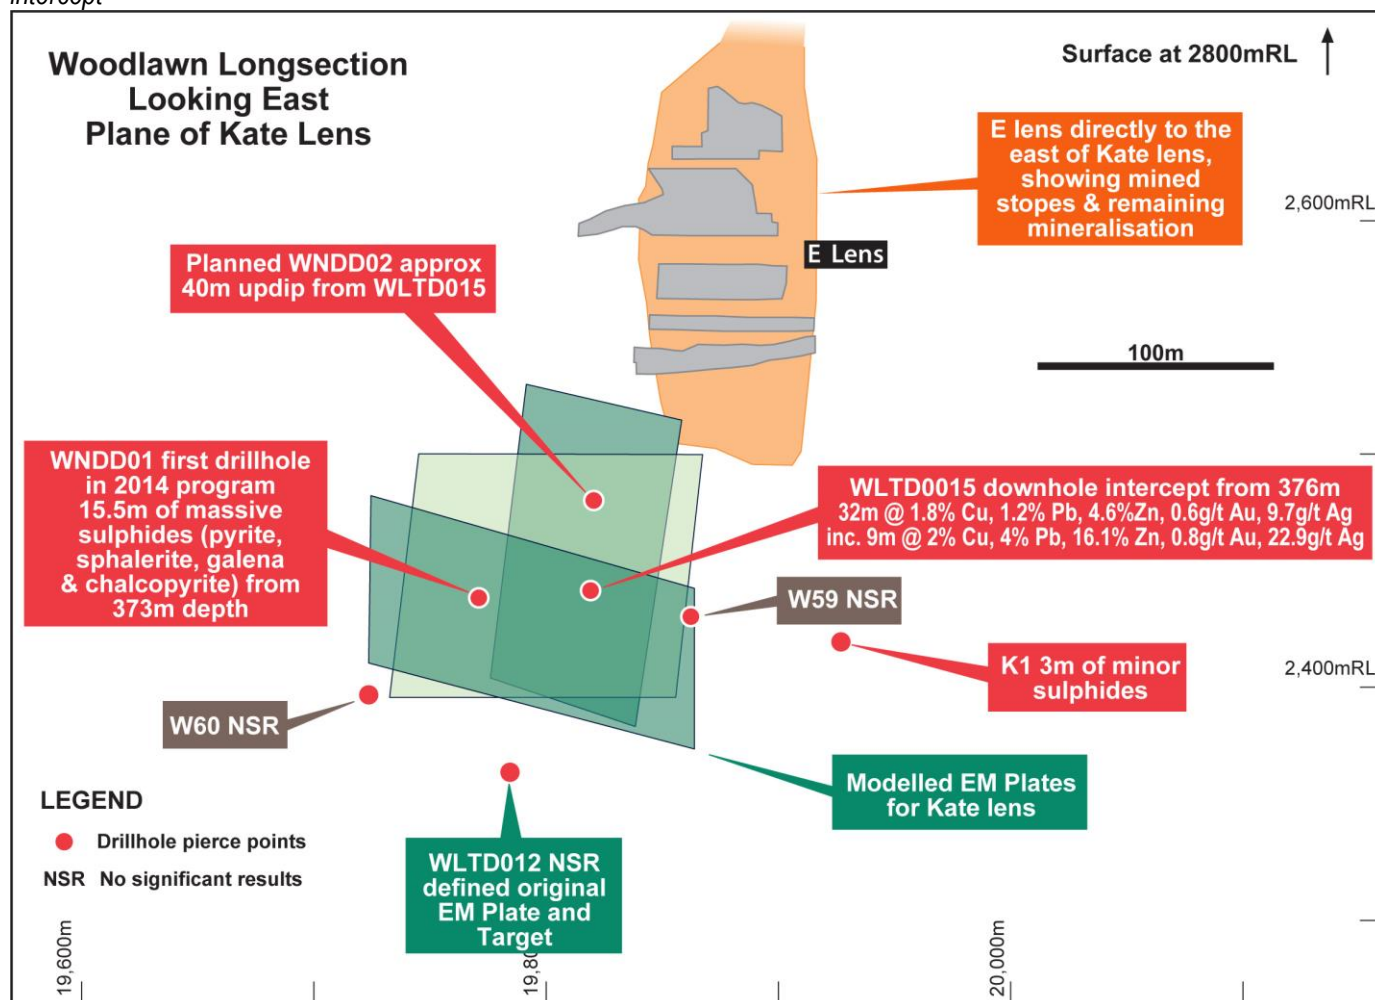 intercept
Woodlawn Longsection
Looking East
Plane of Kate Lens
Surface at 2800mRL
E lens directly to the
east of Kate lens,
showing mined
stopes & remaining
mineralisation
2,600mRL
E Lens
Planned WNDD02 approx
40m updip from WLTD015
100m
WNDD01 first drillhole
in 2014 program
15.5m of massive
sulphides (pyrite,
sphalerite, galena
& chalcopyrite) from
373m depth
WLTD0015 downhole intercept from 376m
32m @ 1.8% Cu, 1.2% Pb, 4.6%Zn, 0.6g/t Au, 9.7g/t Ag
inc. 9m @ 2% Cu, 4% Pb, 16.1% Zn, 0.8g/t Au, 22.9g/t Ag
W59 NSR
K1 3m of minor
sulphides
2,400mRL
W60 NSR
Modelled EM Plates
for Kate lens
LEGEND
Drillhole pierce points
NSR No significant results
WLTD012 NSR
defined original
EM Plate and
Target
19,600m
19,80
20,000m